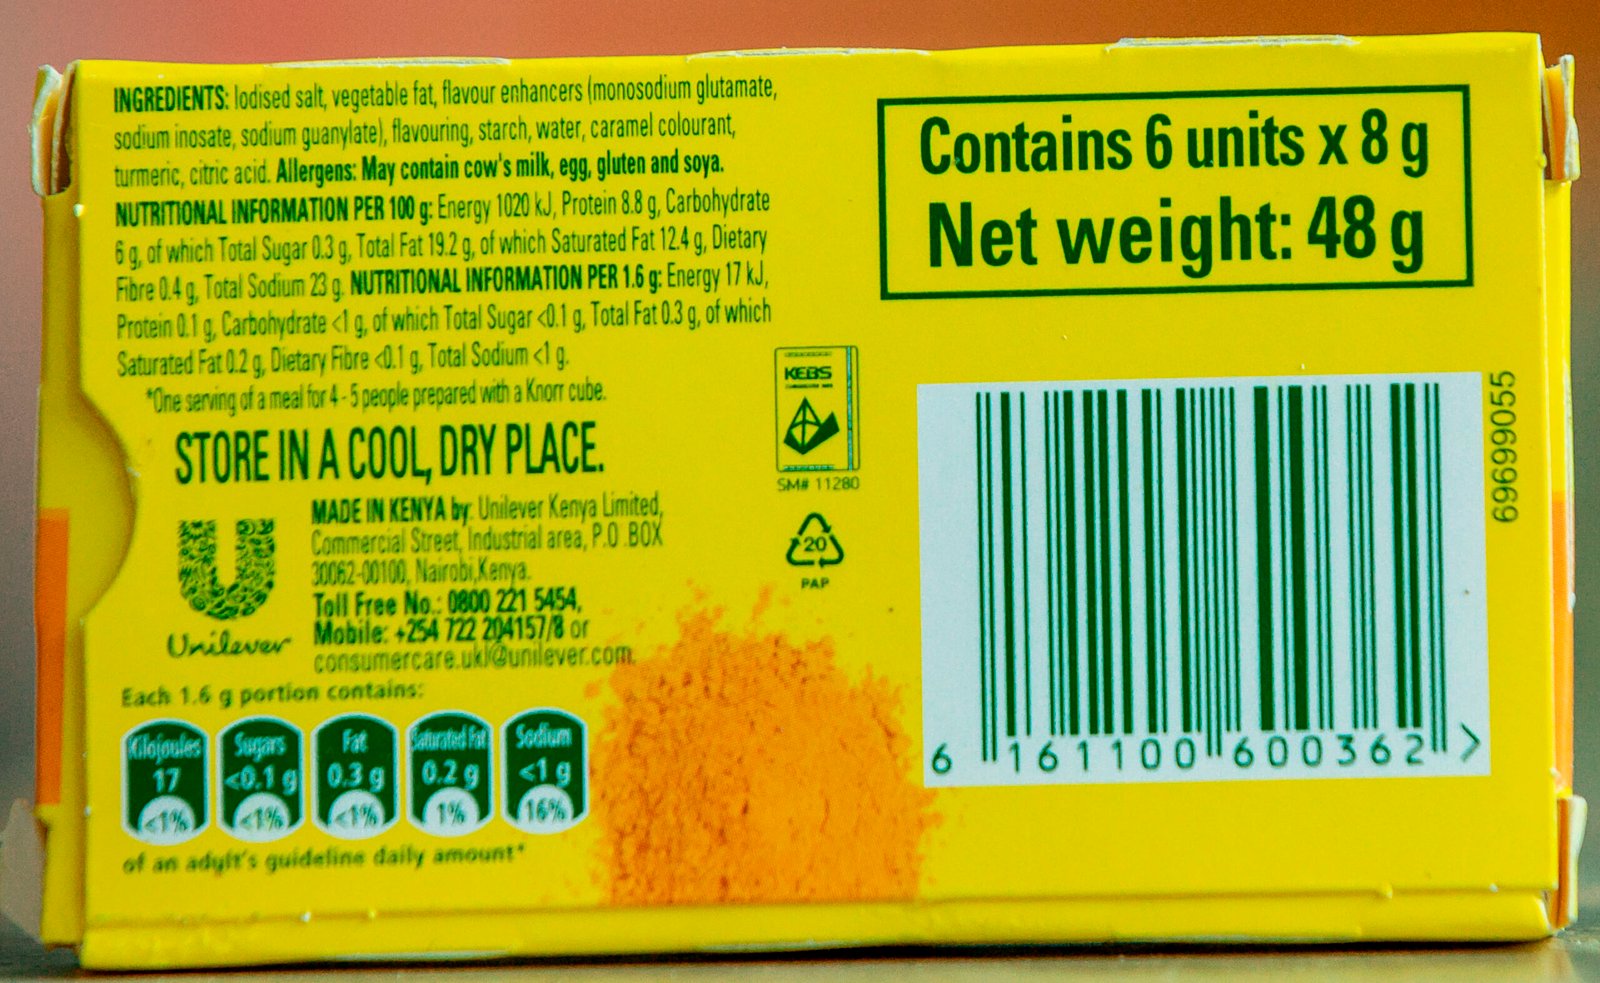 INGREDIENTS: Iodised salt, vegetable fat, flavour enhancers (monosodium glutamate,
sodium inosate, sodium guanylate), flavouring, starch, water, caramel colourant,
turmeric, citric acid. Allergens: May contain cow's milk, egg, gluten and soya.
NUTRITIONAL INFORMATION PER 100 g: Energy 1020 kJ, Protein 8.8 g, Carbohydrate
6 g, of which Total Sugar 0.3 g, Total Fat 19.2 g, of which Saturated Fat 12.4 g, Dietary
Fibre 0.4 g, Total Sodium 23 g. NUTRITIONAL INFORMATION PER 1.6 g: Energy 17 kJ,
Protein 0.1 g, Carbohydrate <1 g, of which Total Sugar <0.1 g, Total Fat 0.3 g, of which
Saturated Fat 0.2 g, Dietary Fibre <0.1 g, Total Sodium <1 g.
*One serving of a meal for 4 - 5 people prepared with a Knorr cube.
STORE IN A COOL, DRY PLACE.
MADE IN KENYA by: Unilever Kenya Limited,
Commercial Street, Industrial area, P.O .BOX
30062-00100, Nairobi,Kenya.
Toll Free No.: 0800 221 5454,
Mobile: +254 722 204157/8 or
consumercare.ukl@unilever.com.
Unilever
Each 1.6 g portion contains:
Kilojoules 17 <1%
Sugars <0.1 g <1%
Fat 0.3 g <1%
Saturated Fat 0.2 g 1%
Sodium <1 g 16%
of an adult's guideline daily amount*
KEBS
SM# 11280
20
PAP
Contains 6 units x 8 g
Net weight: 48 g
69699055
6 161100 600362 >